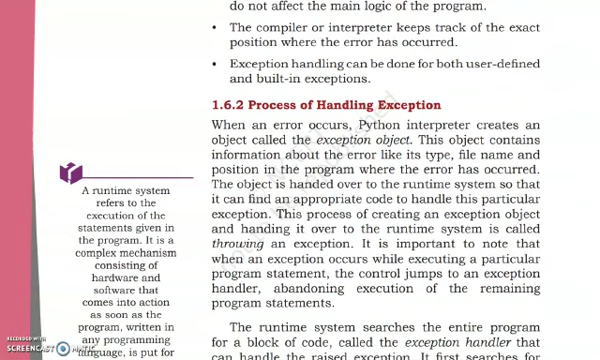 do not affect the main logic of the program.
• The compiler or interpreter keeps track of the exact
position where the error has occurred.
• Exception handling can be done for both user-defined
and built-in exceptions.
1.6.2 Process of Handling Exception
When an error occurs, Python interpreter creates an
object called the exception object. This object contains
information about the error like its type, file name and
position in the program where the error has occurred.
The object is handed over to the runtime system so that
it can find an appropriate code to handle this particular
exception. This process of creating an exception object
and handing it over to the runtime system is called
throwing an exception. It is important to note that
when an exception occurs while executing a particular
program statement, the control jumps to an exception
handler, abandoning execution of the remaining
program statements.
The runtime system searches the entire program
for a block of code, called the exception handler that
can handle the raised exception. It first searches for
A runtime system
refers to the
execution of the
statements given in
the program. It is a
complex mechanism
consisting of
hardware and
software that
comes into action
as soon as the
program, written in
any programming
language, is put for
RECORDED WITH
SCREENCAST MATIC